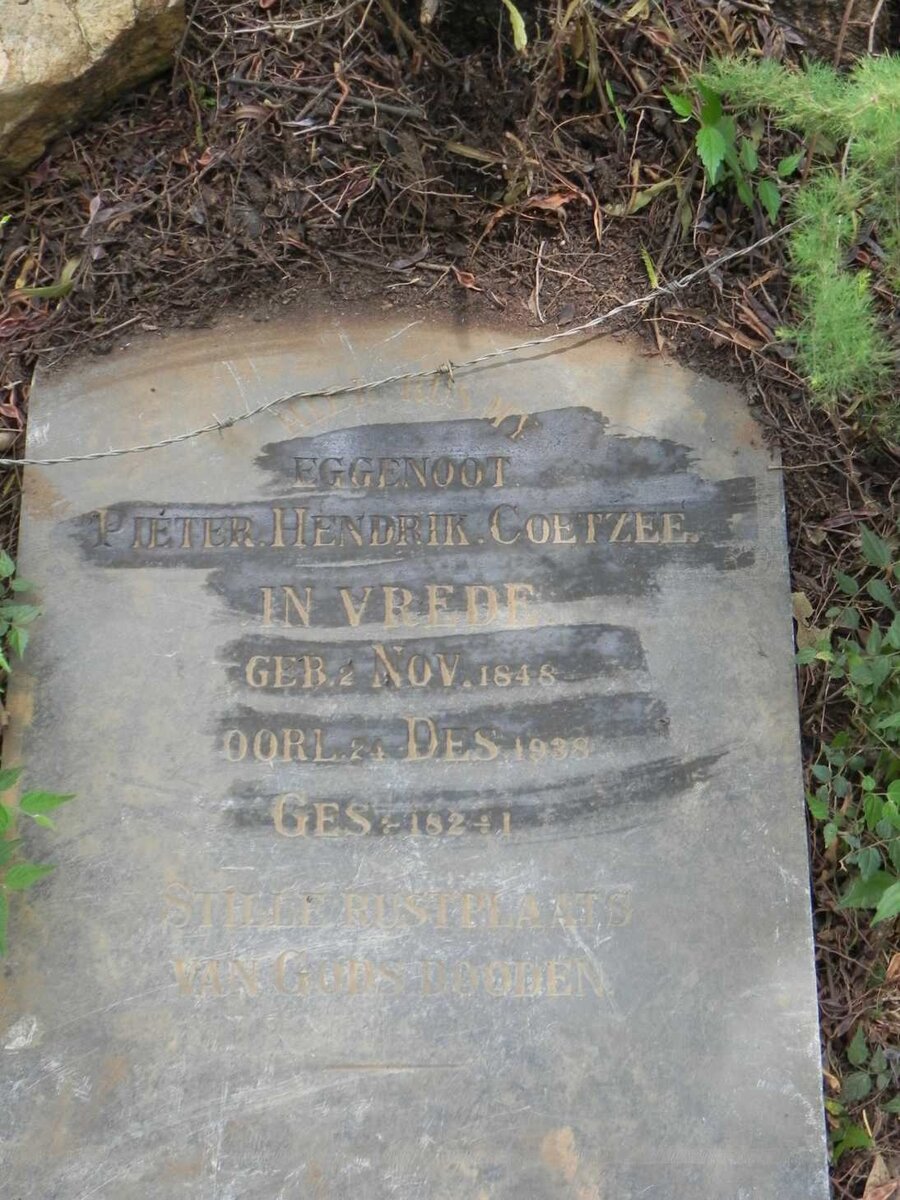 EGGENOOT
PIETER. HENDRIK. COETZEE.
IN VREDE.
GEB. 2 NOV. 1848
OORL. 24 DES. 1938
GES.
STILLE RUSTPLAATS
VAN GODS DOODEN.